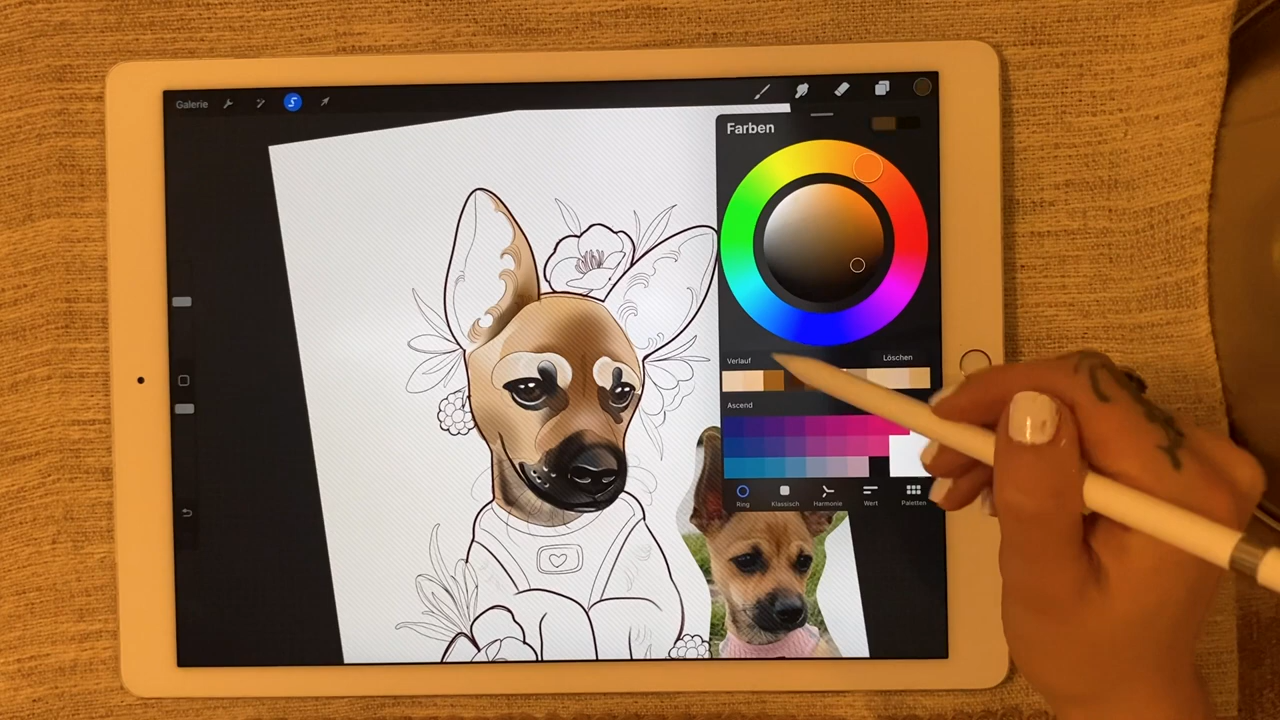 Galerie
Farben
Verlauf
Löschen
Ascend
Ring
Klassisch
Harmonie
Wert
Paletten